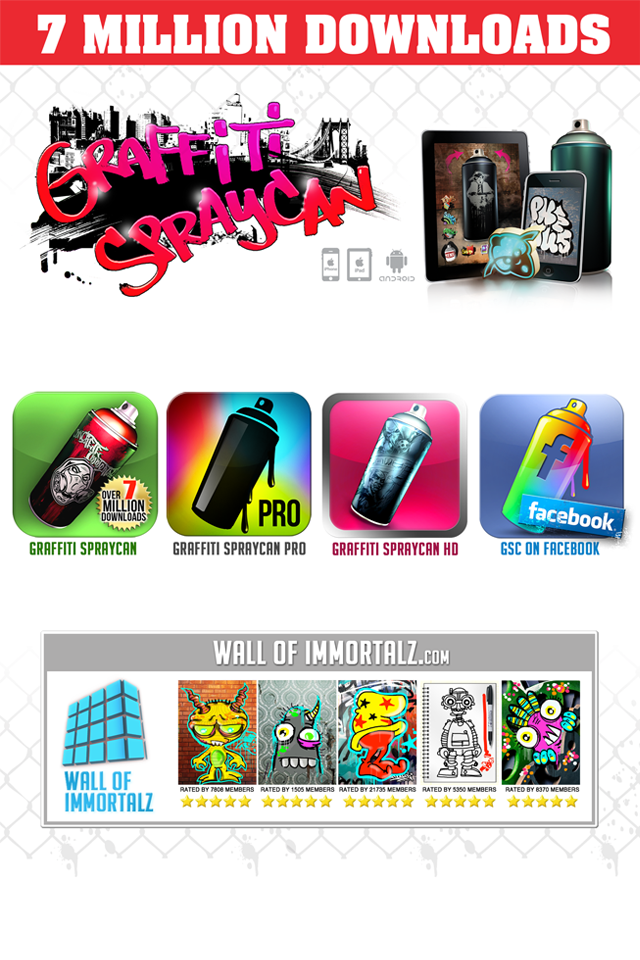 7 MILLION DOWNLOADS
GRAFFITI
SPRAYCAN
iPhone
iPad
ANDROID
OVER 7
MILLION
DOWNLOADS
PRO
facebook
GRAFFITI SPRAYCAN
GRAFFITI SPRAYCAN PRO
GRAFFITI SPRAYCAN HD
GSC ON FACEBOOK
WALL OF IMMORTALZ.COM
WALL OF
IMMORTALZ
RATED BY 7808 MEMBERS
RATED BY 1505 MEMBERS
RATED BY 21735 MEMBERS
RATED BY 5350 MEMBERS
RATED BY 8370 MEMBERS